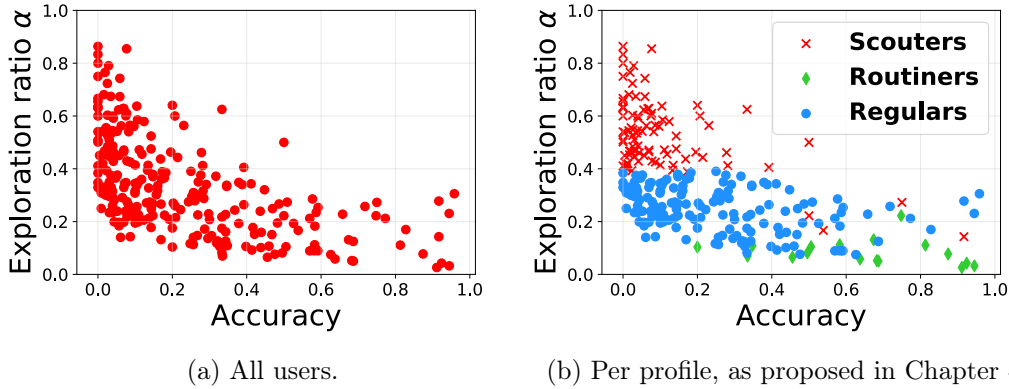 1.0
0.8
0.6
0.4
0.2
0.0
Exploration ratio α
0.0 0.2 0.4 0.6 0.8 1.0
Accuracy
(a) All users.
1.0
0.8
0.6
0.4
0.2
0.0
Exploration ratio α
Scouters
Routiners
Regulars
0.0 0.2 0.4 0.6 0.8 1.0
Accuracy
(b) Per profile, as proposed in Chapter